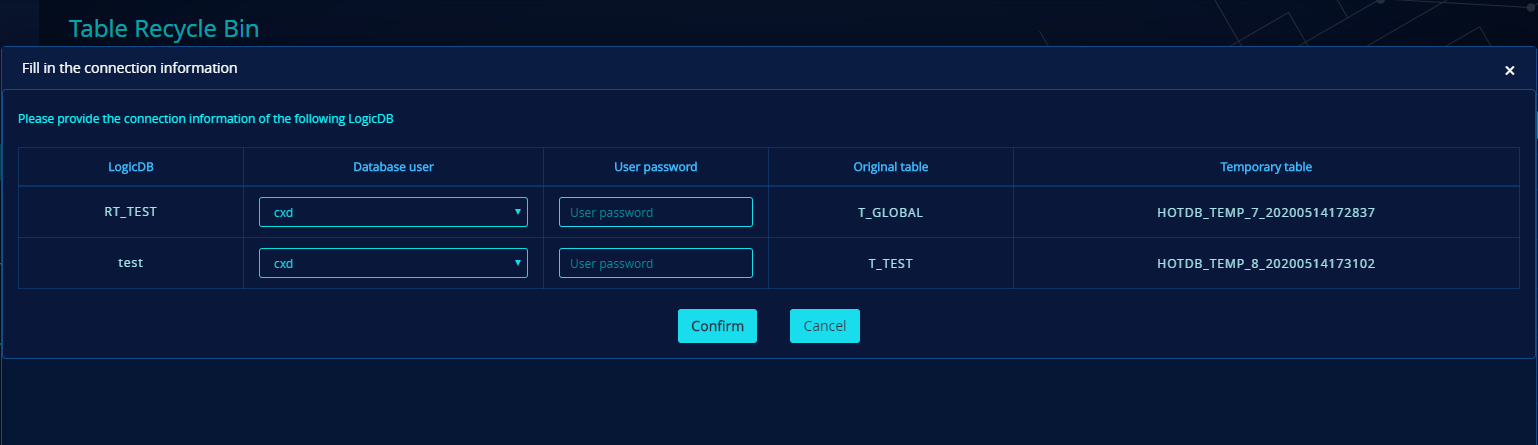 Table Recycle Bin
Fill in the connection information ×
Please provide the connection information of the following LogicDB
LogicDB Database user User password Original table Temporary table
RT_TEST cxd User password T_GLOBAL HOTDB_TEMP_7_20200514172837
test cxd User password T_TEST HOTDB_TEMP_8_20200514173102
Confirm Cancel